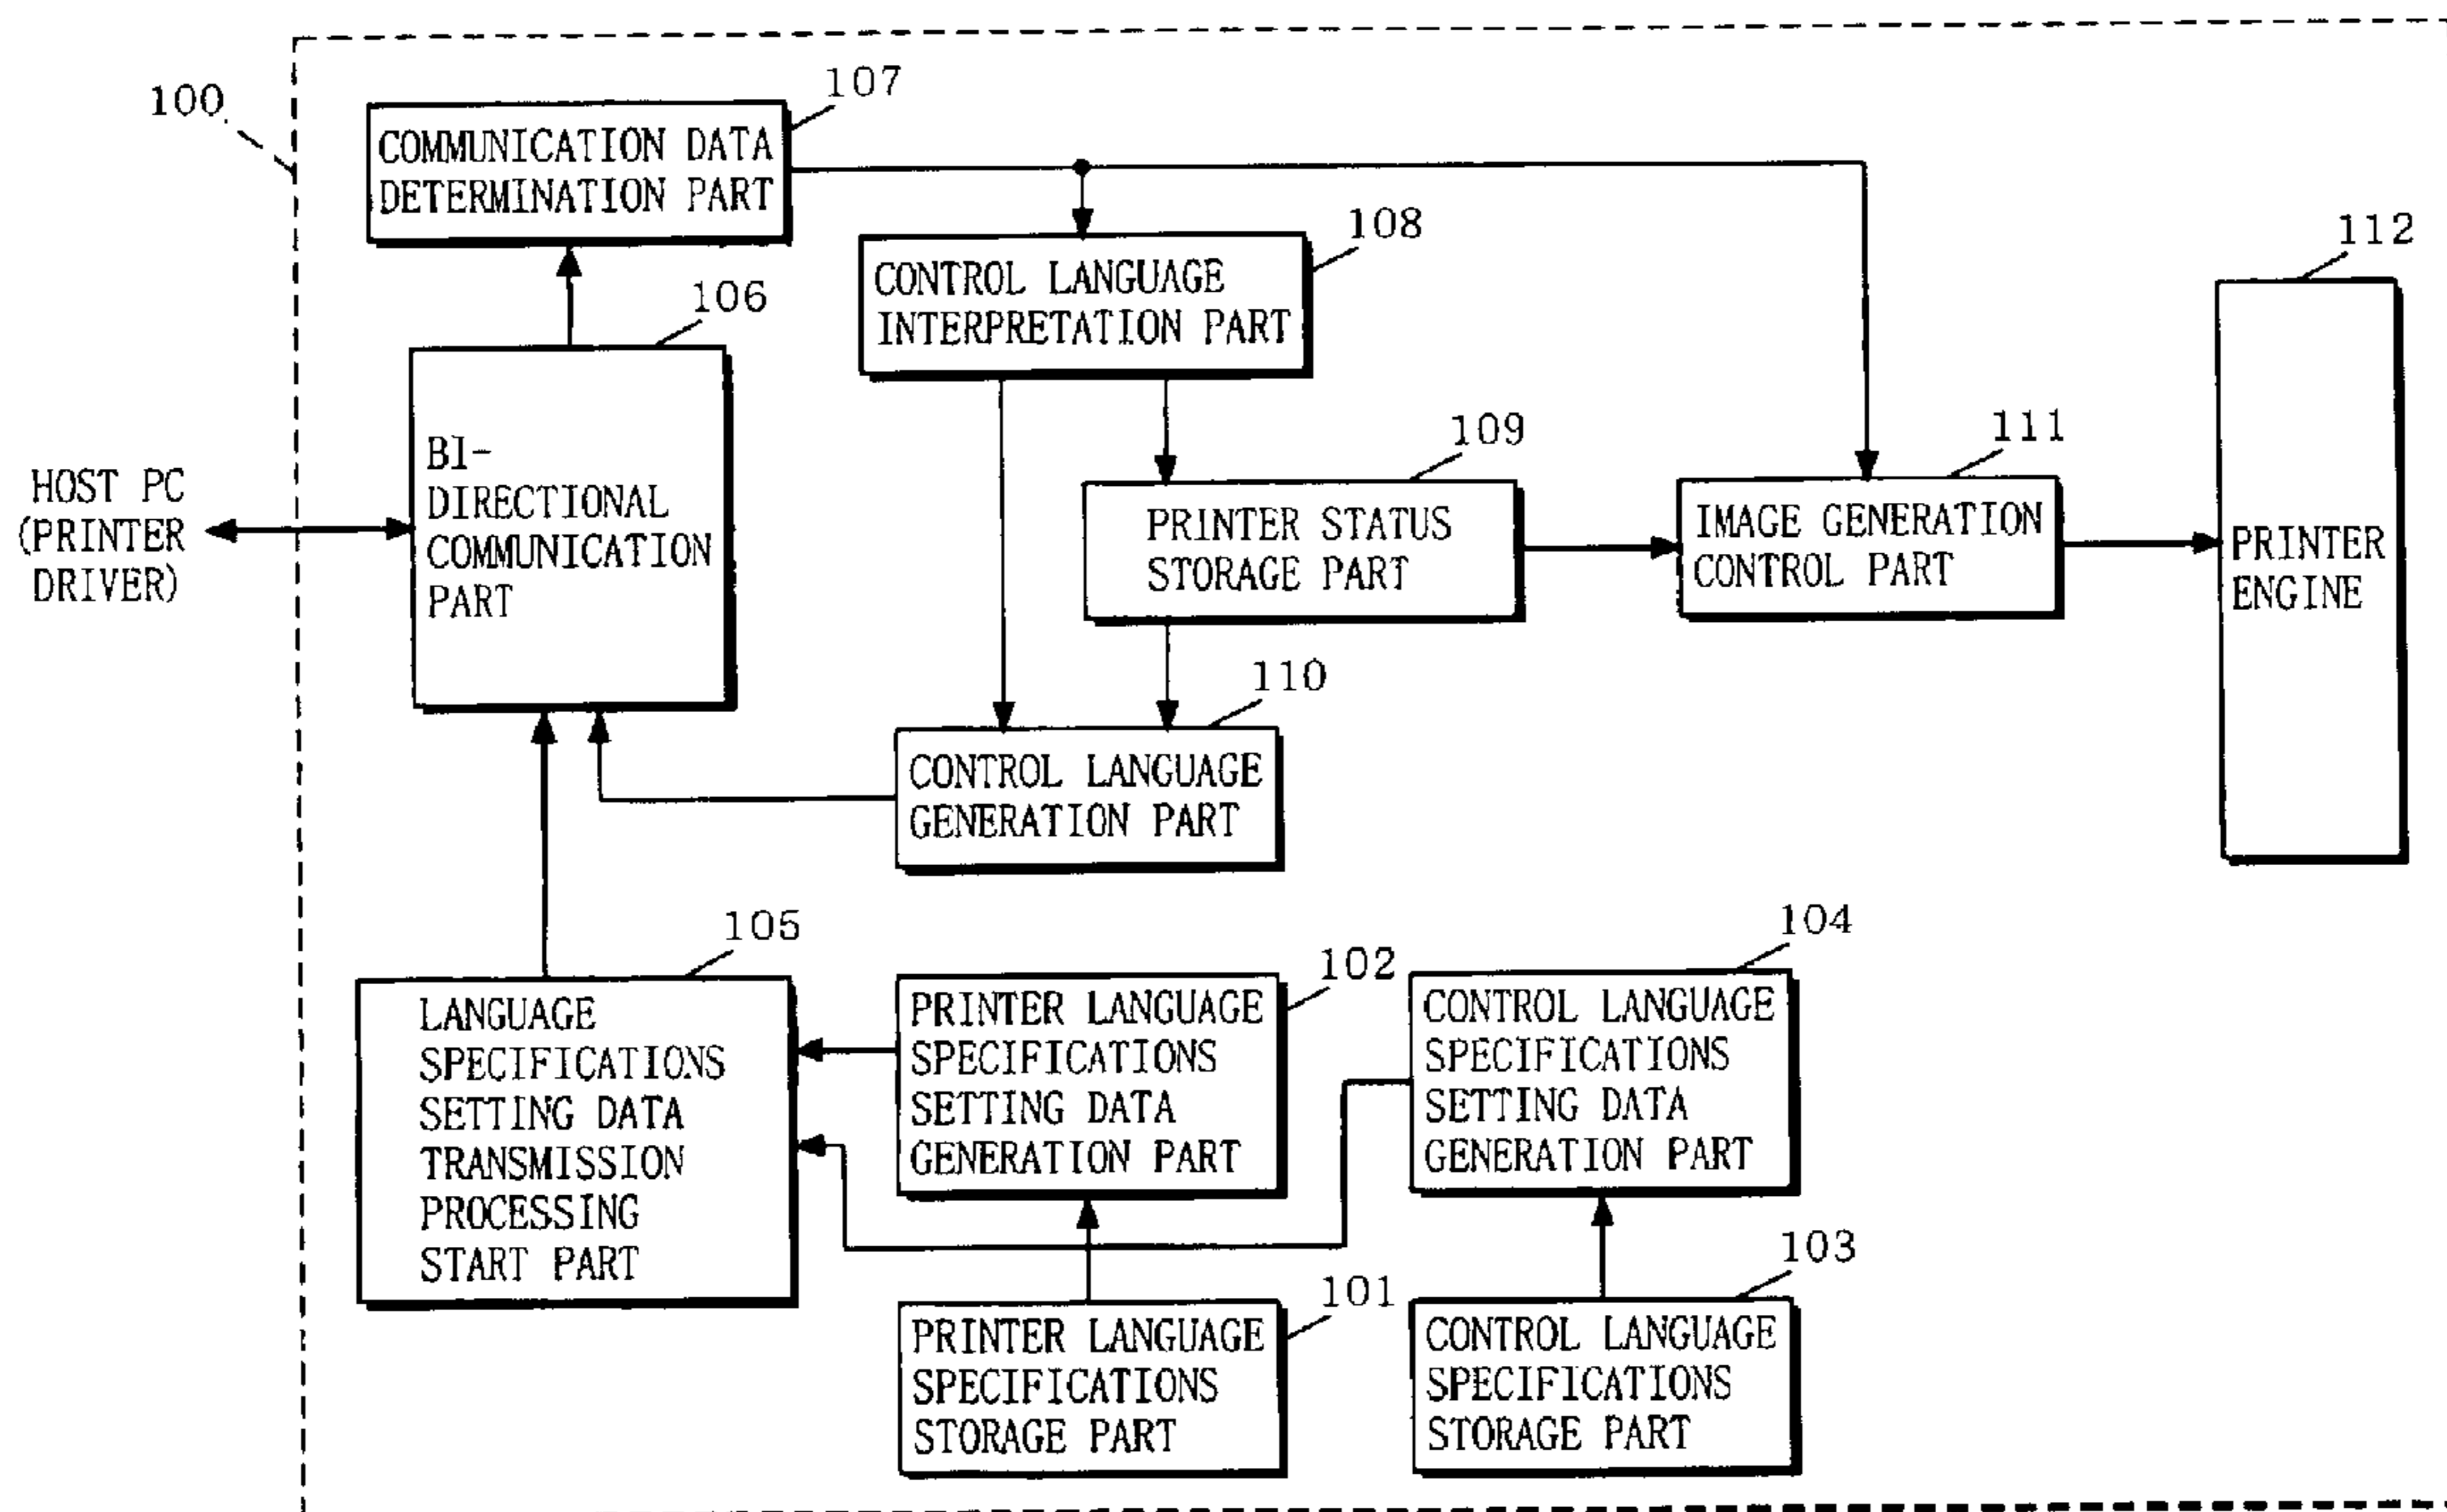 100
107
COMMUNICATION DATA
DETERMINATION PART
108
CONTROL LANGUAGE
INTERPRETATION PART
112
PRINTER
ENGINE
106
BI-
DIRECTIONAL
COMMUNICATION
PART
HOST PC
(PRINTER
DRIVER)
109
PRINTER STATUS
STORAGE PART
111
IMAGE GENERATION
CONTROL PART
110
CONTROL LANGUAGE
GENERATION PART
105
LANGUAGE
SPECIFICATIONS
SETTING DATA
TRANSMISSION
PROCESSING
START PART
102
PRINTER LANGUAGE
SPECIFICATIONS
SETTING DATA
GENERATION PART
104
CONTROL LANGUAGE
SPECIFICATIONS
SETTING DATA
GENERATION PART
101
PRINTER LANGUAGE
SPECIFICATIONS
STORAGE PART
103
CONTROL LANGUAGE
SPECIFICATIONS
STORAGE PART